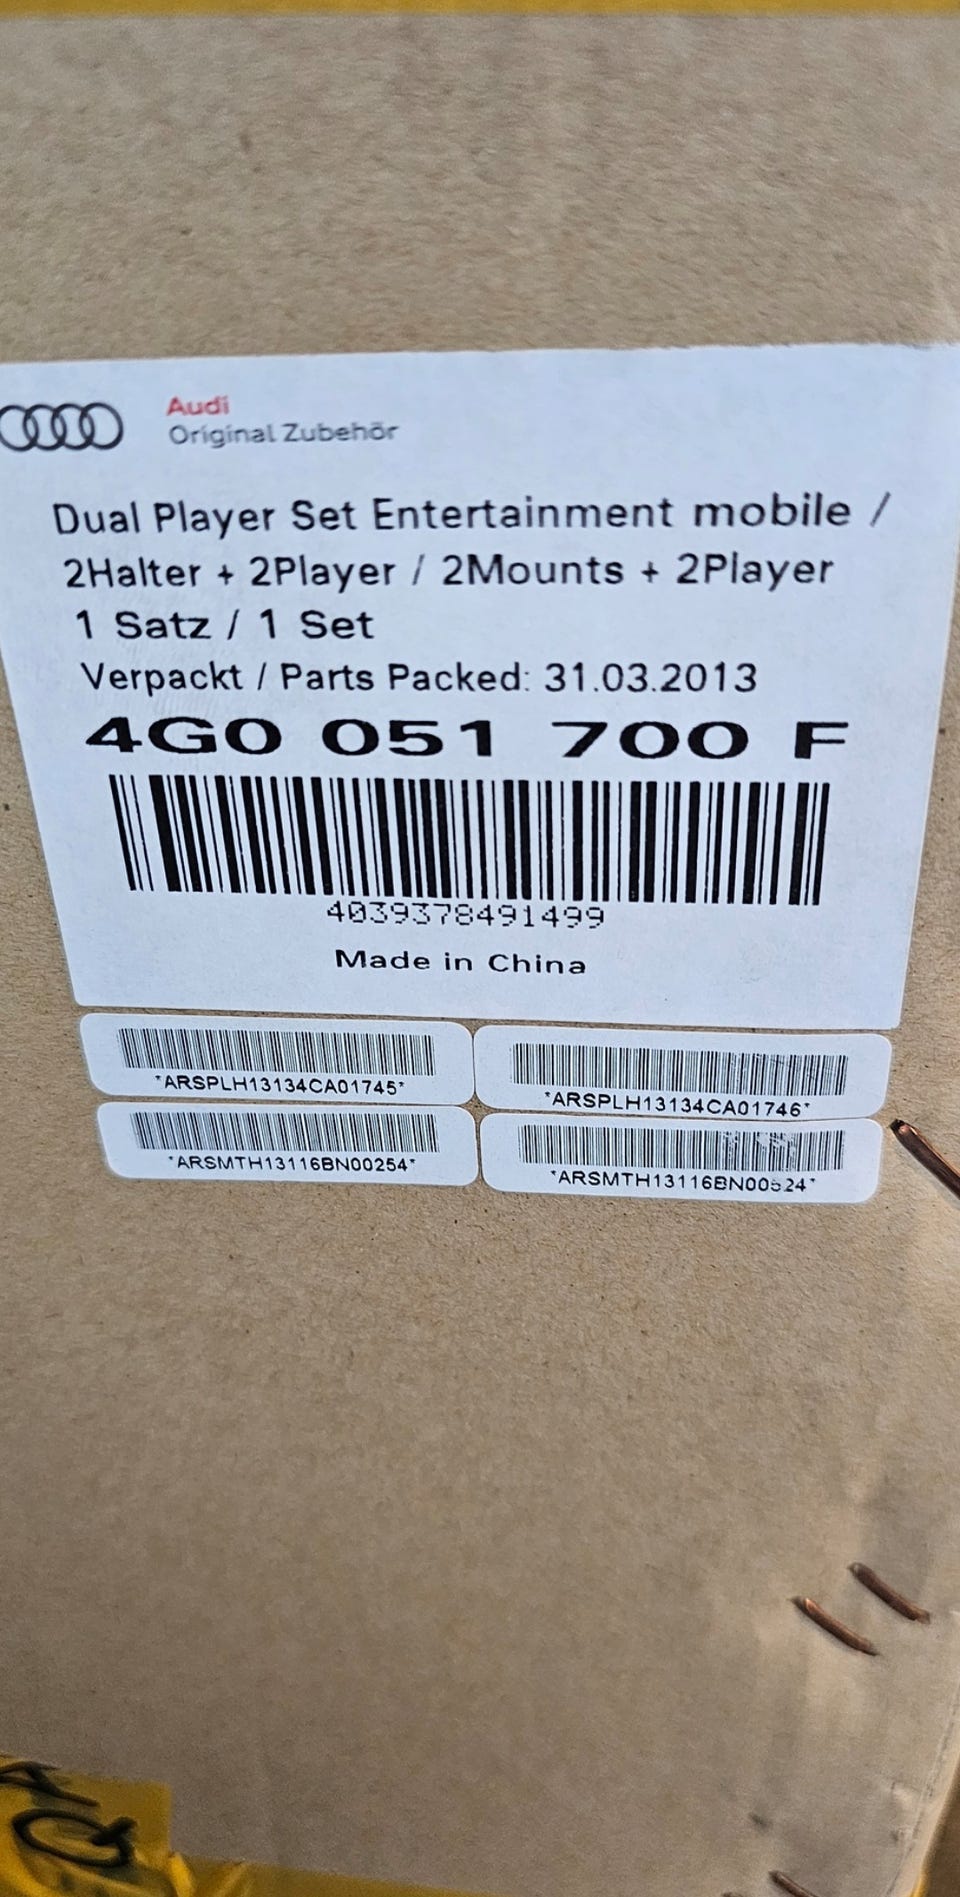 Audi
Original Zubehör
Dual Player Set Entertainment mobile /
2Halter + 2Player / 2Mounts + 2Player
1 Satz / 1 Set
Verpackt / Parts Packed: 31.03.2013
4G0 051 700 F
4039378491499
Made in China
*ARSPLH13134CA01745*
*ARSPLH13134CA01746*
*ARSMTH13116BN00254*
*ARSMTH13116BN00524*